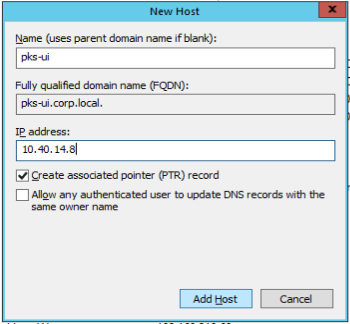 New Host
x
Name (uses parent domain name if blank):
pks-ui
Fully qualified domain name (FQDN):
pks-ui.corp.local.
IP address:
10.40.14.8
Create associated pointer (PTR) record
Allow any authenticated user to update DNS records with the
same owner name
Add Host
Cancel